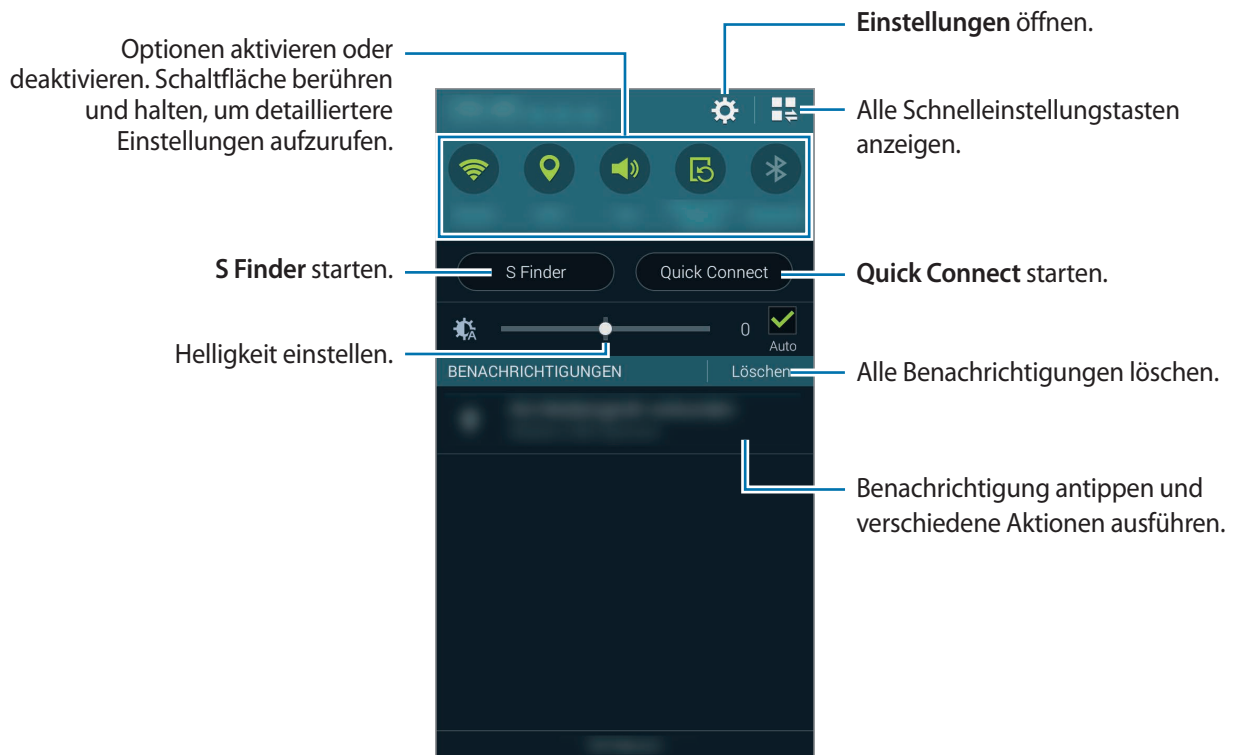 Einstellungen öffnen.
Optionen aktivieren oder
deaktivieren. Schaltfläche berühren
und halten, um detailliertere
Einstellungen aufzurufen.
Alle Schnelleinstellungstasten
anzeigen.
S Finder starten.
S Finder
Quick Connect
Quick Connect starten.
0
Auto
Helligkeit einstellen.
BENACHRICHTIGUNGEN
Löschen
Alle Benachrichtigungen löschen.
Benachrichtigung antippen und
verschiedene Aktionen ausführen.